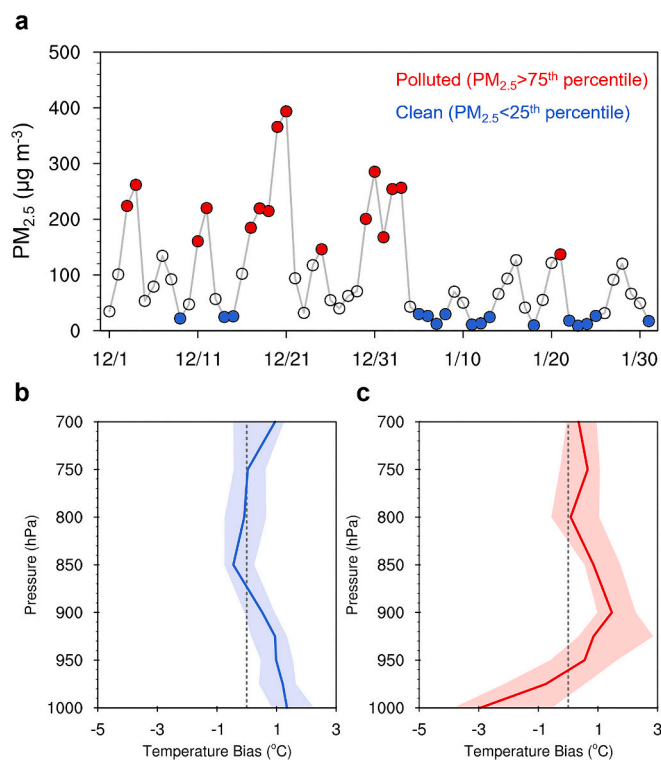 a
500
400
300
200
100
0
PM2.5 (μg m-3)
Polluted (PM2.5>75th percentile)
Clean (PM2.5<25th percentile)
12/1 12/11 12/21 12/31 1/10 1/20 1/30
b
700
750
800
850
900
950
1000
Pressure (hPa)
-5 -3 -1 1 3
Temperature Bias (oC)
c
700
750
800
850
900
950
1000
Pressure (hPa)
-5 -3 -1 1 3
Temperature Bias (oC)